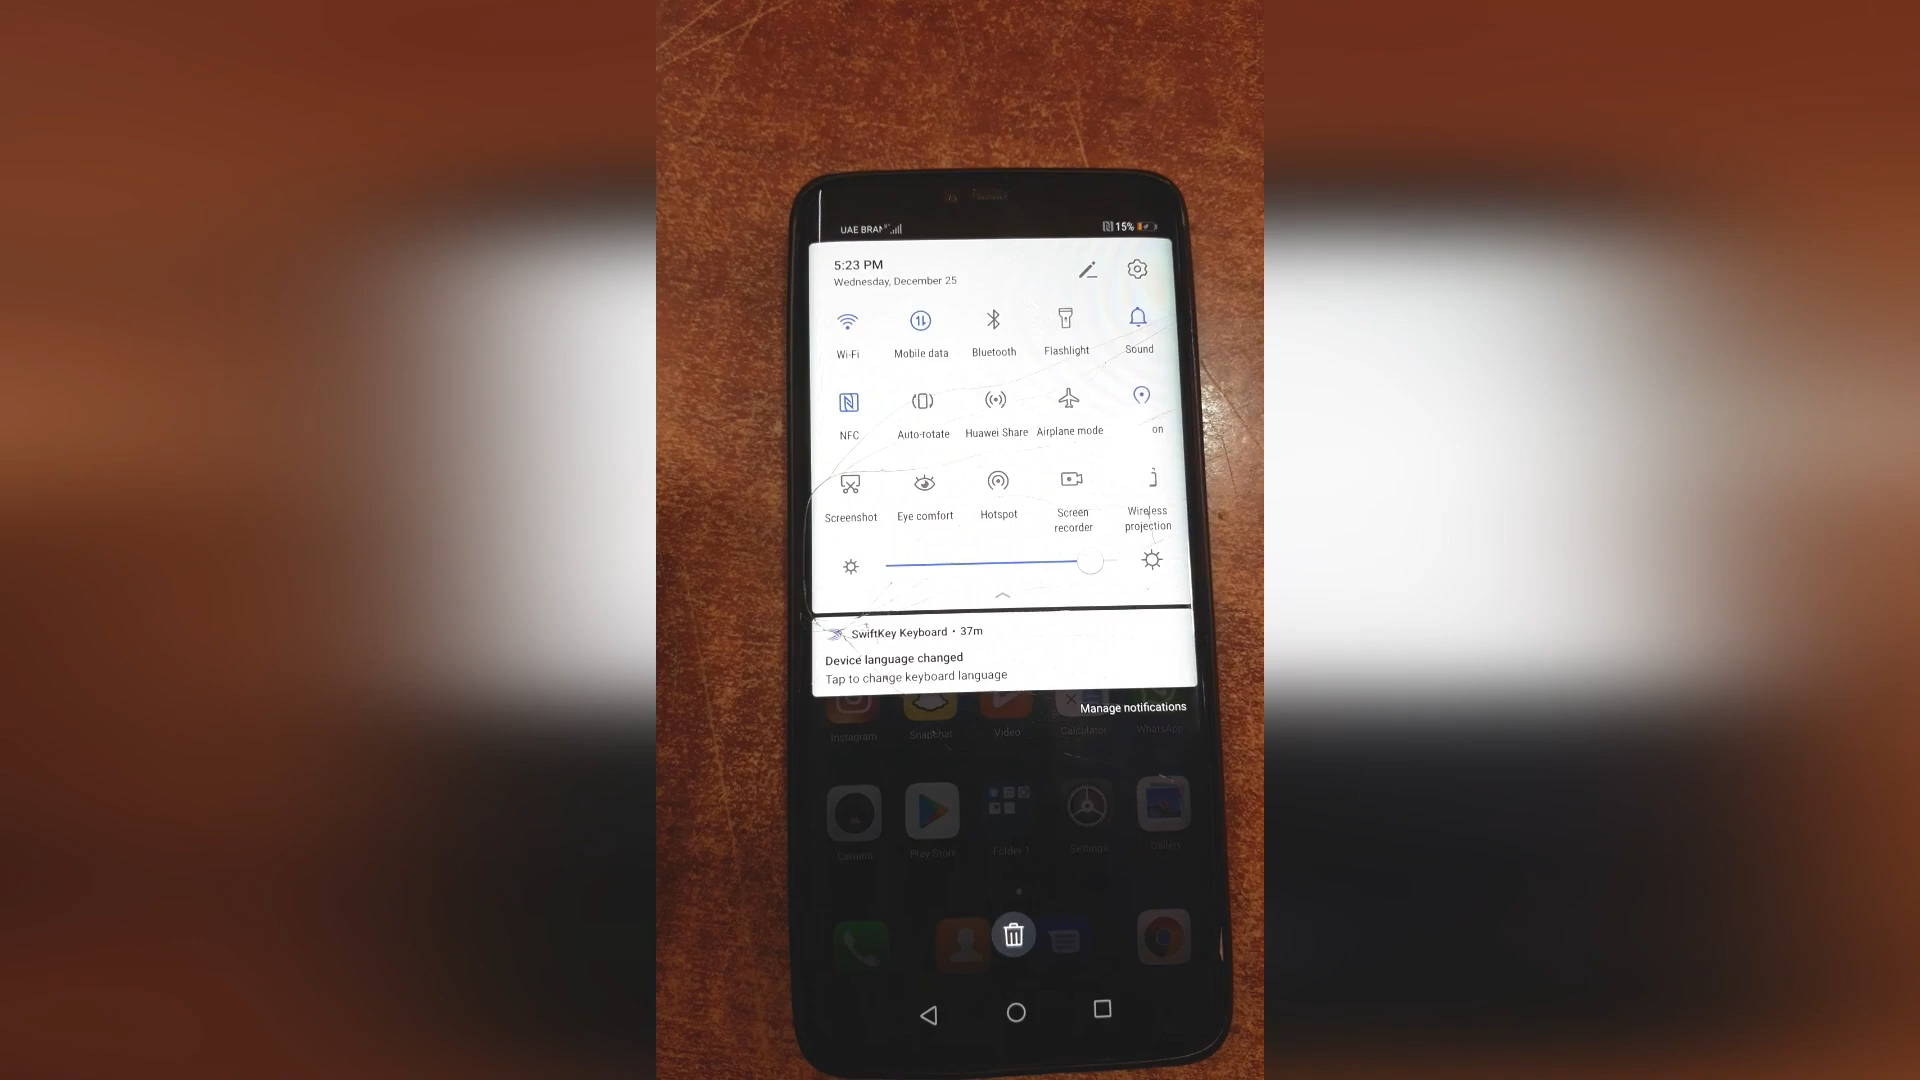 UAE BRAN 15%
5:23 PM
Wednesday, December 25
Wi-Fi Mobile data Bluetooth Flashlight Sound
NFC Auto-rotate Huawei Share Airplane mode on
Screenshot Eye comfort Hotspot Screen recorder Wireless projection
SwiftKey Keyboard • 37m
Device language changed
Tap to change keyboard language
Manage notifications
Instagram Snapchat Video Calculator WhatsApp
Camera Play Store Folder 1 Settings Gallery